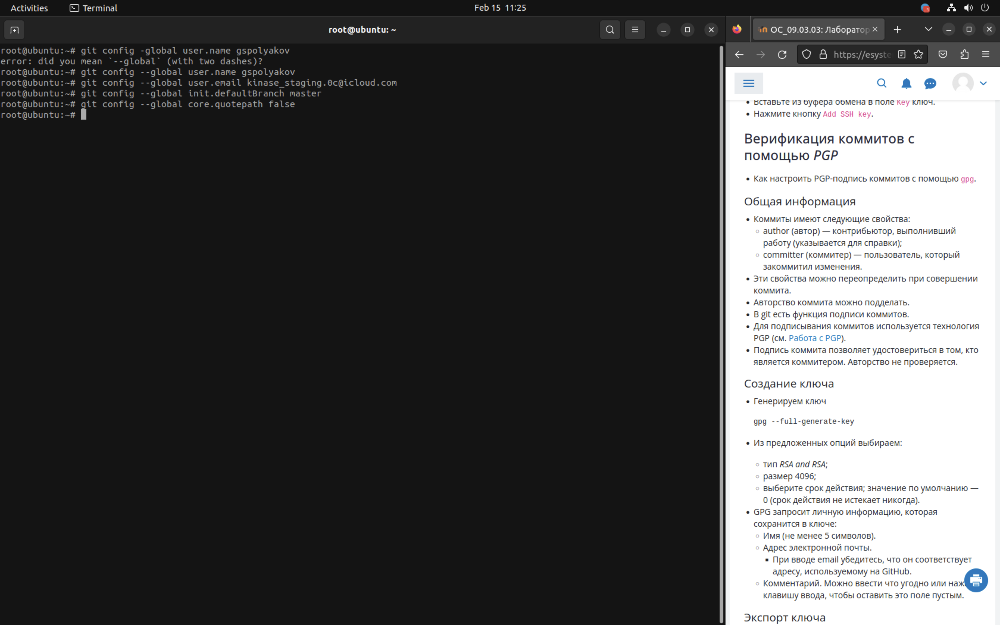 Activities
Terminal
Feb 15 11:25
root@ubuntu: ~
root@ubuntu:~# git config -global user.name gspolyakov
error: did you mean `--global` (with two dashes)?
root@ubuntu:~# git config --global user.name gspolyakov
root@ubuntu:~# git config --global user.email kinase_staging.0c@icloud.com
root@ubuntu:~# git config --global init.defaultBranch master
root@ubuntu:~# git config --global core.quotepath false
root@ubuntu:~#
ОС_09.03.03: Лаборатор
https://esyste
Вставьте из буфера обмена в поле Key ключ.
Нажмите кнопку Add SSH key.
Верификация коммитов с
помощью PGP
Как настроить PGP-подпись коммитов с помощью gpg.
Общая информация
Коммиты имеют следующие свойства:
author (автор) — контрибьютор, выполнивший
работу (указывается для справки);
committer (коммитер) — пользователь, который
закоммитил изменения.
Эти свойства можно переопределить при совершении
коммита.
Авторство коммита можно подделать.
В git есть функция подписи коммитов.
Для подписывания коммитов используется технология
PGP (см. Работа с PGP).
Подпись коммита позволяет удостовериться в том, кто
является коммитером. Авторство не проверяется.
Создание ключа
Генерируем ключ
gpg --full-generate-key
Из предложенных опций выбираем:
тип RSA and RSA;
размер 4096;
выберите срок действия; значение по умолчанию —
0 (срок действия не истекает никогда).
GPG запросит личную информацию, которая
сохранится в ключе:
Имя (не менее 5 символов).
Адрес электронной почты.
При вводе email убедитесь, что он соответствует
адресу, используемому на GitHub.
Комментарий. Можно ввести что угодно или наж
клавишу ввода, чтобы оставить это поле пустым.
Экспорт ключа